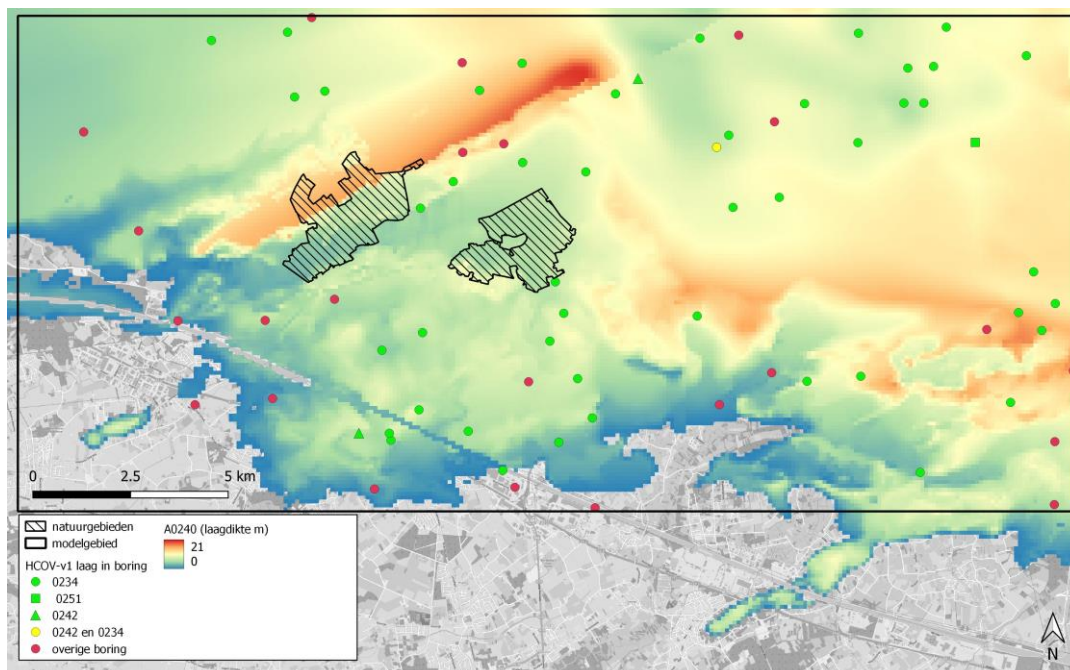 0 2.5 5 km
natuurgebieden
modelgebied
A0240 (laagdikte m)
21
0
HCOV-v1 laag in boring
0234
0251
0242
0242 en 0234
overige boring
N